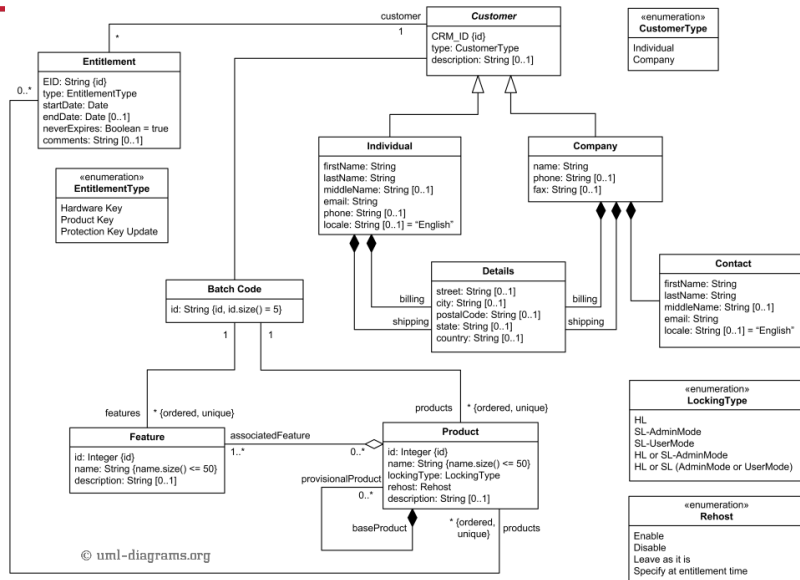 customer
1
*
Customer
CRM_ID {id}
type: CustomerType
description: String [0..1]
«enumeration»
CustomerType
Individual
Company
Entitlement
EID: String {id}
type: EntitlementType
startDate: Date
endDate: Date [0..1]
neverExpires: Boolean = true
comments: String [0..1]
0..*
«enumeration»
EntitlementType
Hardware Key
Product Key
Protection Key Update
Individual
firstName: String
lastName: String
middleName: String [0..1]
email: String
phone: String [0..1]
locale: String [0..1] = “English”
Company
name: String
phone: String [0..1]
fax: String [0..1]
Details
street: String [0..1]
city: String [0..1]
postalCode: String [0..1]
state: String [0..1]
country: String [0..1]
billing
shipping
billing
shipping
Contact
firstName: String
lastName: String
middleName: String [0..1]
email: String
locale: String [0..1] = “English”
Batch Code
id: String {id, id.size() = 5}
1
1
features
* {ordered, unique}
products
* {ordered, unique}
Feature
id: Integer {id}
name: String {name.size() <= 50}
description: String [0..1]
associatedFeature
1..*
0..*
Product
id: Integer {id}
name: String {name.size() <= 50}
lockingType: LockingType
rehost: Rehost
description: String [0..1]
provisionalProduct
0..*
baseProduct
* {ordered,
unique}
products
«enumeration»
LockingType
HL
SL-AdminMode
SL-UserMode
HL or SL-AdminMode
HL or SL (AdminMode or UserMode)
«enumeration»
Rehost
Enable
Disable
Leave as it is
Specify at entitlement time
© uml-diagrams.org